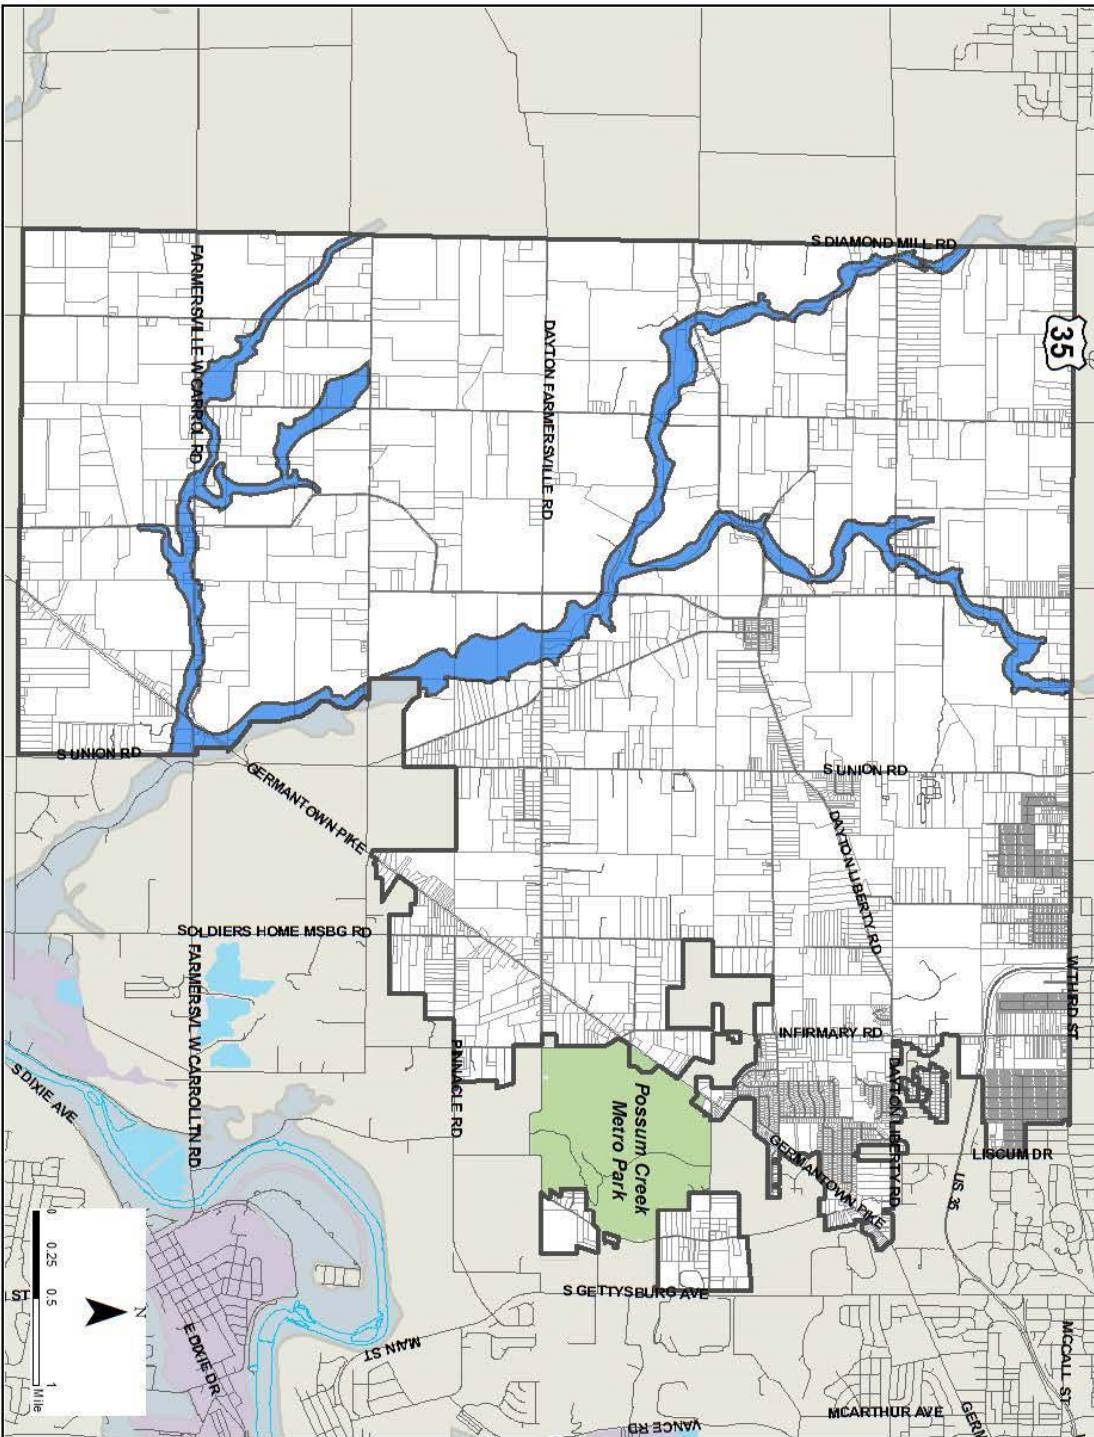 S DIAMOND MILL RD
35
FARMERSVILLE W CARROL RD
DAYTON FARMERSVILLE RD
S UNION RD
S UNION RD
GERMANTOWN PIKE
DAYTON LIBERTY RD
SOLDIERS HOME MSBG RD
FARMERSVL W CARROLLTN RD
W THIRD ST
INFIRMARY RD
PINNACLE RD
DAYTON LIBERTY RD
S DIXIE AVE
Possum Creek
Metro Park
GERMANTOWN PIKE
LISCUM DR
US 35
S GETTYSBURG AVE
0 0.25 0.5 1
Mile
N
ST
E DIXIE DR
MAIN ST
MCCALL ST
MCARTHUR AVE
VANCE RD
GERM